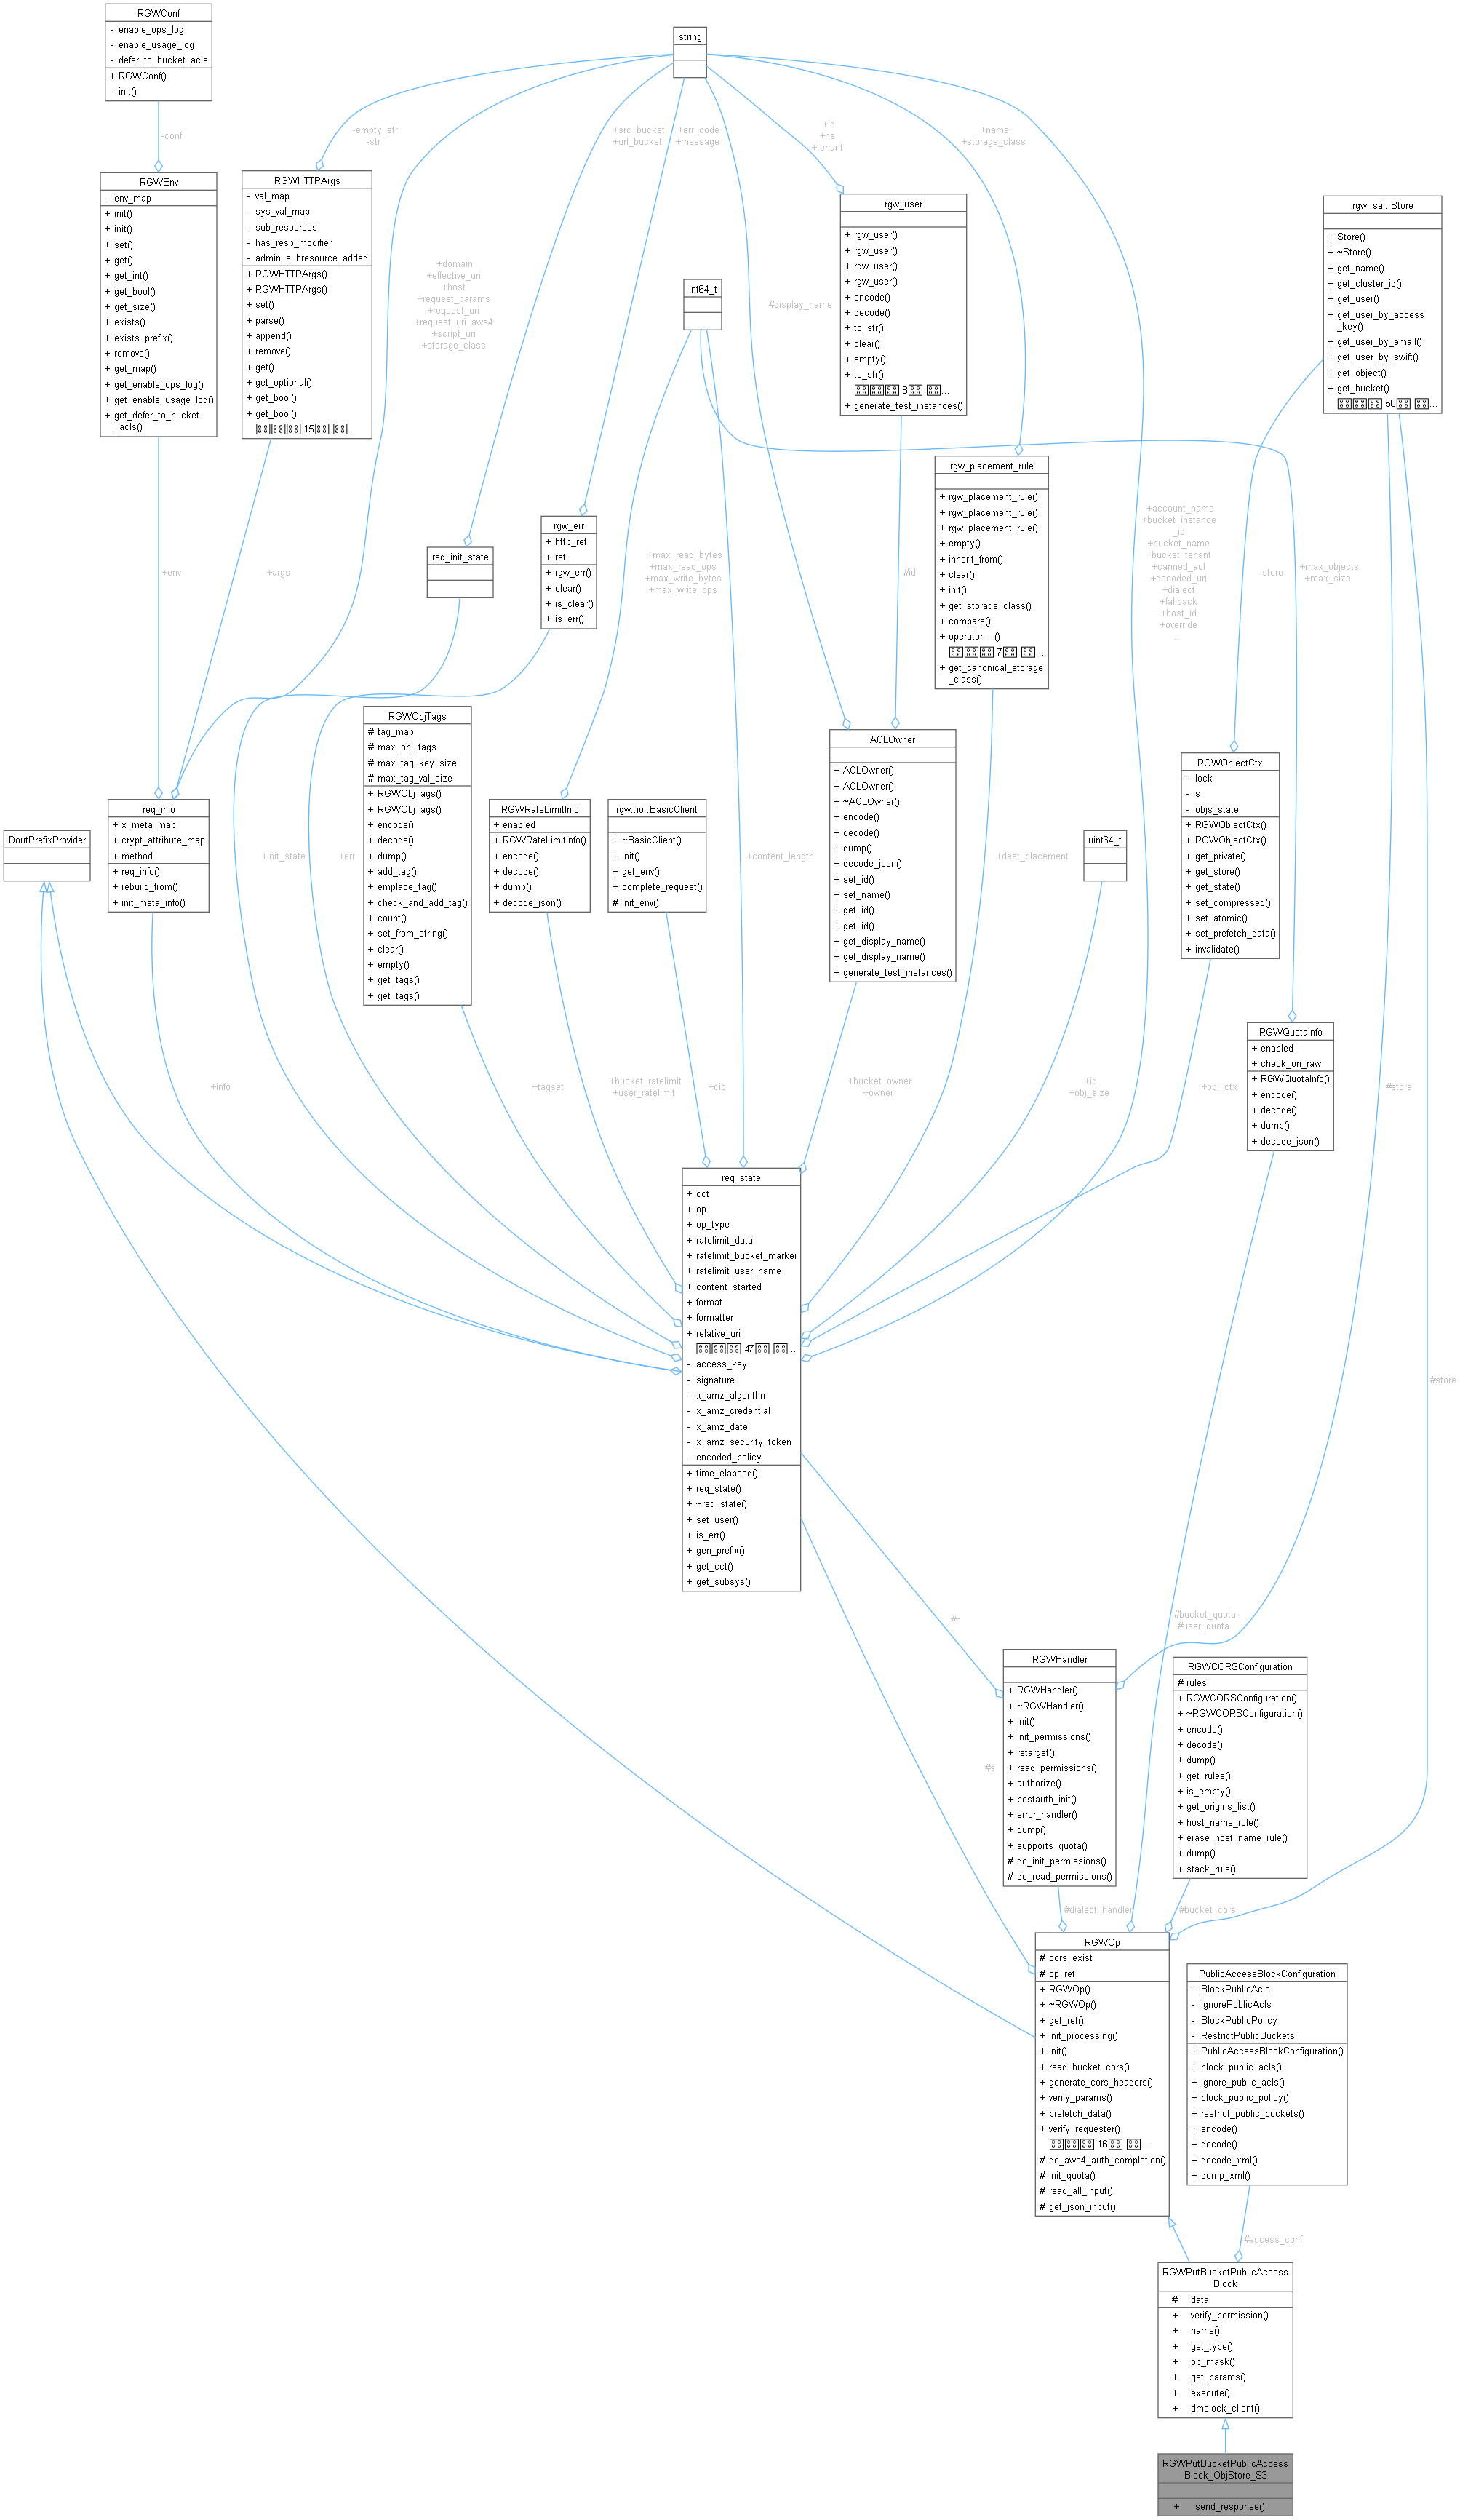 RGWConf
- enable_ops_log
- enable_usage_log
- defer_to_bucket_acls
+ RGWConf()
- init()
string
-conf
-empty_str
-str
+src_bucket
+url_bucket
+err_code
+message
+id
+ns
+tenant
+name
+storage_class
RGWEnv
- env_map
+ init()
+ init()
+ set()
+ get()
+ get_int()
+ get_bool()
+ get_size()
+ exists()
+ exists_prefix()
+ remove()
+ get_map()
+ get_enable_ops_log()
+ get_enable_usage_log()
+ get_defer_to_bucket
_acls()
RGWHTTPArgs
- val_map
- sys_val_map
- sub_resources
- has_resp_modifier
- admin_subresource_added
+ RGWHTTPArgs()
+ RGWHTTPArgs()
+ set()
+ parse()
+ append()
+ remove()
+ get()
+ get_optional()
+ get_bool()
+ get_bool()
15
...
rgw_user
+ rgw_user()
+ rgw_user()
+ rgw_user()
+ rgw_user()
+ encode()
+ decode()
+ to_str()
+ clear()
+ empty()
+ to_str()
8
...
+ generate_test_instances()
rgw::sal::Store
+ Store()
+ ~Store()
+ get_name()
+ get_cluster_id()
+ get_user()
+ get_user_by_access
_key()
+ get_user_by_email()
+ get_user_by_swift()
+ get_object()
+ get_bucket()
50
...
+domain
+effective_uri
+host
+request_params
+request_uri
+request_uri_aws4
+script_uri
+storage_class
int64_t
#display_name
rgw_placement_rule
+ rgw_placement_rule()
+ rgw_placement_rule()
+ rgw_placement_rule()
+ empty()
+ inherit_from()
+ clear()
+ init()
+ get_storage_class()
+ compare()
+ operator==()
7
...
+ get_canonical_storage
_class()
+env
+args
req_init_state
rgw_err
+ http_ret
+ ret
+ rgw_err()
+ clear()
+ is_clear()
+ is_err()
+max_read_bytes
+max_read_ops
+max_write_bytes
+max_write_ops
#id
+account_name
+bucket_instance
_id
+bucket_name
+bucket_tenant
+canned_acl
+decoded_uri
+dialect
+fallback
+host_id
+override
...
-store
+max_objects
+max_size
DoutPrefixProvider
req_info
+ x_meta_map
+ crypt_attribute_map
+ method
+ req_info()
+ rebuild_from()
+ init_meta_info()
+init_state
+err
RGWObjTags
# tag_map
# max_obj_tags
# max_tag_key_size
# max_tag_val_size
+ RGWObjTags()
+ RGWObjTags()
+ encode()
+ decode()
+ dump()
+ add_tag()
+ emplace_tag()
+ check_and_add_tag()
+ count()
+ set_from_string()
+ clear()
+ empty()
+ get_tags()
+ get_tags()
RGWRateLimitInfo
+ enabled
+ RGWRateLimitInfo()
+ encode()
+ decode()
+ dump()
+ decode_json()
rgw::io::BasicClient
+ ~BasicClient()
+ init()
+ get_env()
+ complete_request()
# init_env()
+content_length
ACLOwner
+ ACLOwner()
+ ACLOwner()
+ ~ACLOwner()
+ encode()
+ decode()
+ dump()
+ decode_json()
+ set_id()
+ set_name()
+ get_id()
+ get_id()
+ get_display_name()
+ get_display_name()
+ generate_test_instances()
+dest_placement
uint64_t
RGWObjectCtx
- lock
- s
- objs_state
+ RGWObjectCtx()
+ RGWObjectCtx()
+ get_private()
+ get_store()
+ get_state()
+ set_compressed()
+ set_atomic()
+ set_prefetch_data()
+ invalidate()
RGWQuotaInfo
+ enabled
+ check_on_raw
+ RGWQuotaInfo()
+ encode()
+ decode()
+ dump()
+ decode_json()
+info
+tagset
+bucket_ratelimit
+user_ratelimit
+cio
+bucket_owner
+owner
+id
+obj_size
+obj_ctx
#store
req_state
+ cct
+ op
+ op_type
+ ratelimit_data
+ ratelimit_bucket_marker
+ ratelimit_user_name
+ content_started
+ format
+ formatter
+ relative_uri
47
...
- access_key
- signature
- x_amz_algorithm
- x_amz_credential
- x_amz_date
- x_amz_security_token
- encoded_policy
+ time_elapsed()
+ req_state()
+ ~req_state()
+ set_user()
+ is_err()
+ gen_prefix()
+ get_cct()
+ get_subsys()
#store
#s
#bucket_quota
#user_quota
RGWHandler
+ RGWHandler()
+ ~RGWHandler()
+ init()
+ init_permissions()
+ retarget()
+ read_permissions()
+ authorize()
+ postauth_init()
+ error_handler()
+ dump()
+ supports_quota()
# do_init_permissions()
# do_read_permissions()
#s
RGWCORSConfiguration
# rules
+ RGWCORSConfiguration()
+ ~RGWCORSConfiguration()
+ encode()
+ decode()
+ dump()
+ get_rules()
+ is_empty()
+ get_origins_list()
+ host_name_rule()
+ erase_host_name_rule()
+ dump()
+ stack_rule()
#dialect_handler
#bucket_cors
RGWOp
# cors_exist
# op_ret
+ RGWOp()
+ ~RGWOp()
+ get_ret()
+ init_processing()
+ init()
+ read_bucket_cors()
+ generate_cors_headers()
+ verify_params()
+ prefetch_data()
+ verify_requester()
16
...
# do_aws4_auth_completion()
# init_quota()
# read_all_input()
# get_json_input()
PublicAccessBlockConfiguration
- BlockPublicAcls
- IgnorePublicAcls
- BlockPublicPolicy
- RestrictPublicBuckets
+ PublicAccessBlockConfiguration()
+ block_public_acls()
+ ignore_public_acls()
+ block_public_policy()
+ restrict_public_buckets()
+ encode()
+ decode()
+ decode_xml()
+ dump_xml()
#access_conf
RGWPutBucketPublicAccess
Block
# data
+ verify_permission()
+ name()
+ get_type()
+ op_mask()
+ get_params()
+ execute()
+ dmclock_client()
RGWPutBucketPublicAccess
Block_ObjStore_S3
+ send_response()